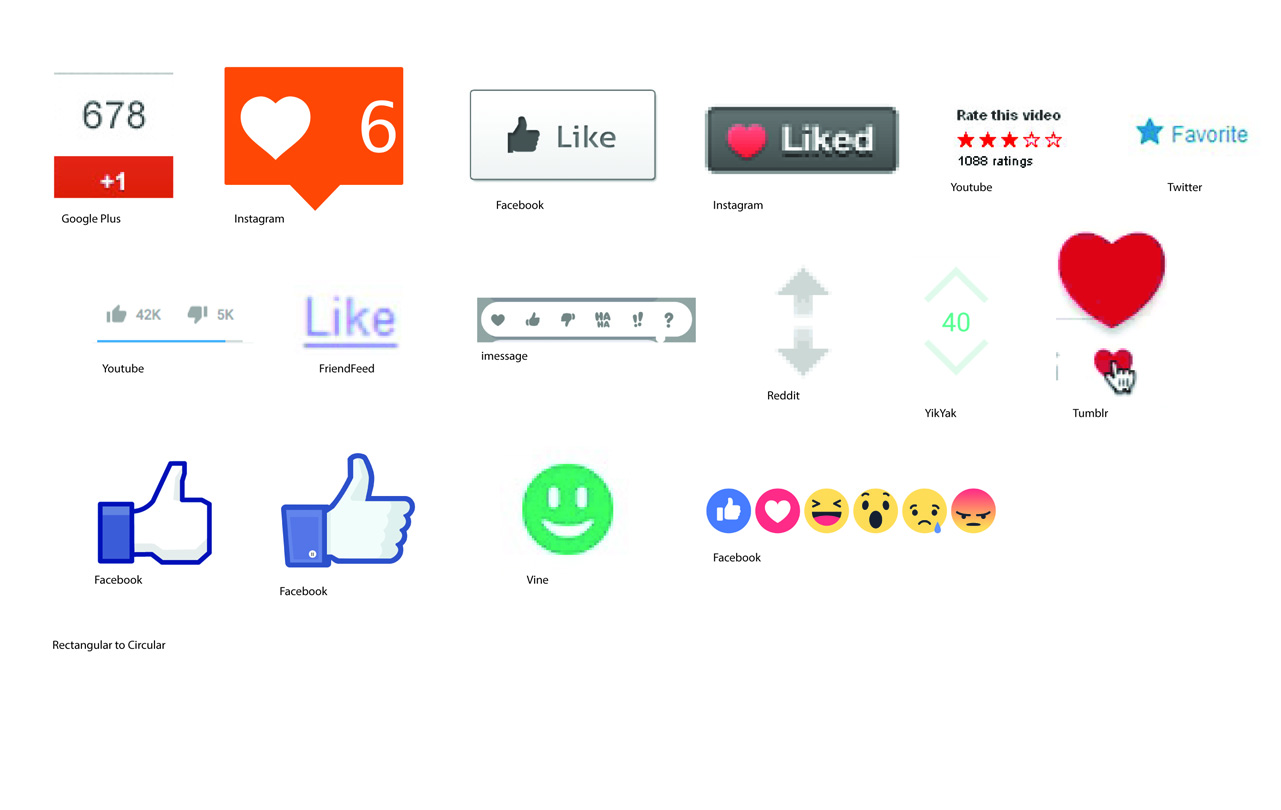 678
+1
Google Plus
6
Instagram
Like
Facebook
Liked
Instagram
Rate this video
1088 ratings
Youtube
Favorite
Twitter
42K 5K
Youtube
Like
FriendFeed
HA
HA
!! ?
imessage
Reddit
40
YikYak
Tumblr
Facebook
Facebook
Vine
Facebook
Rectangular to Circular